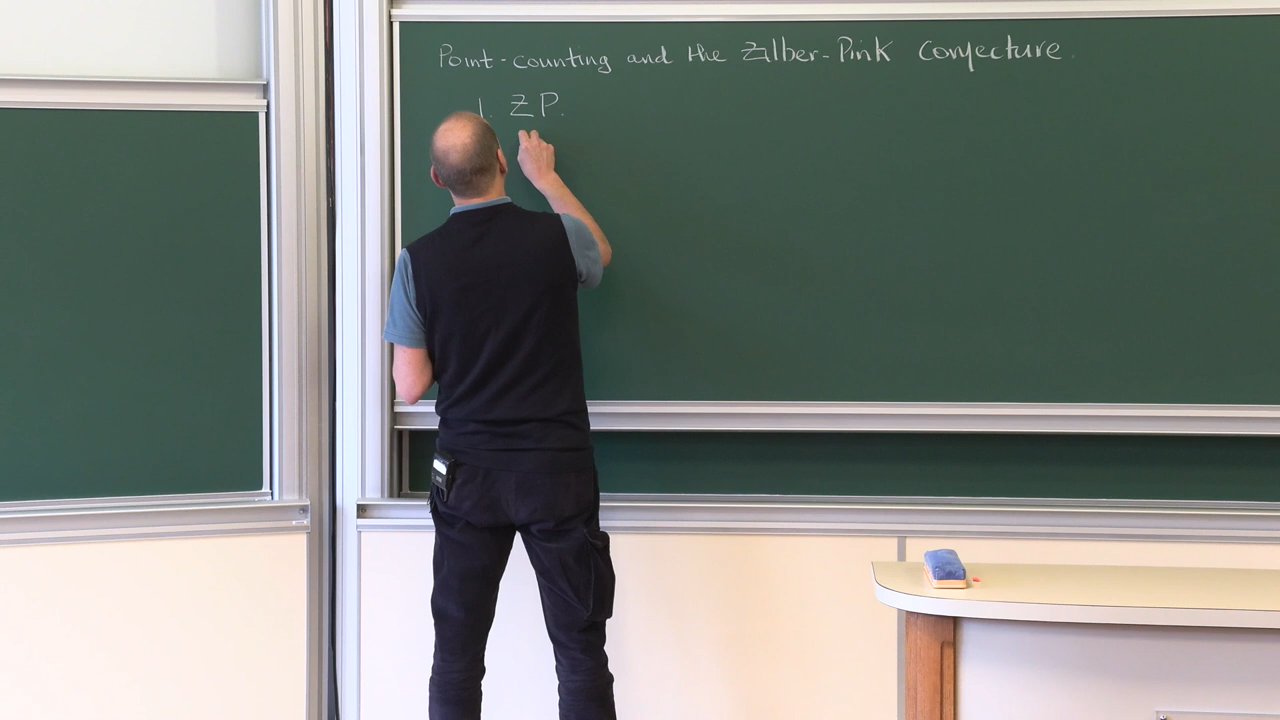 Point-counting and the Zilber-Pink Conjecture.
1. ZP.